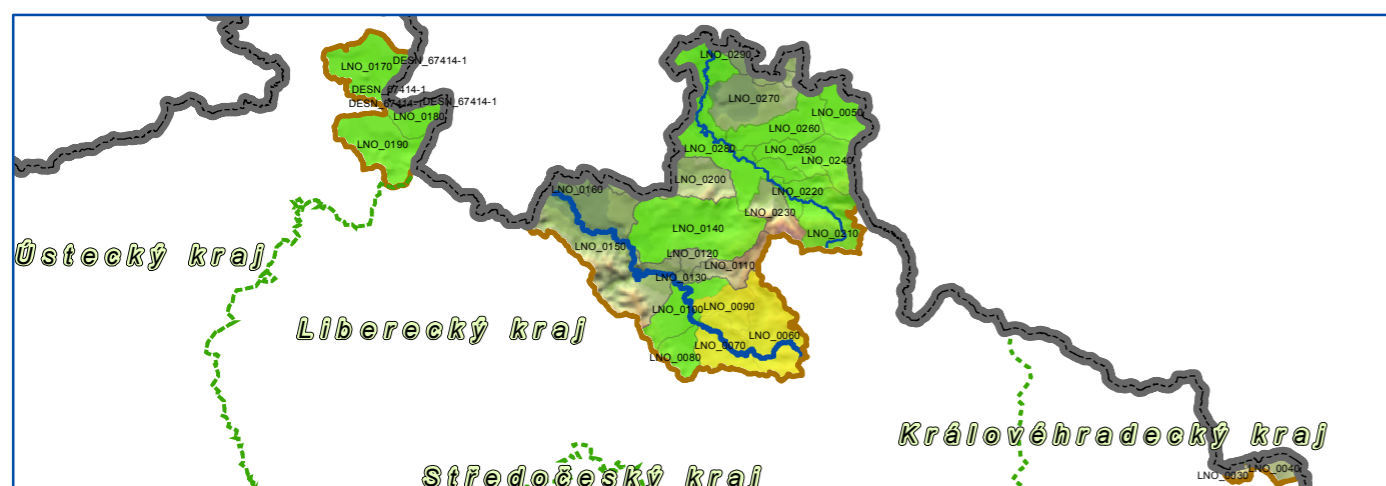 LNO_0290
DESN_67414-1
LNO_0170
DESN_67414-1
LNO_0270
DESN_67414-1 DESN_67414-1
LNO_0050
LNO_0180
LNO_0260
LNO_0190
LNO_0280
LNO_0250
LNO_0240
LNO_0200
LNO_0160
LNO_0220
LNO_0230
LNO_0140
LNO_0210
LNO_0150
Ústecký kraj
LNO_0120
LNO_0110
LNO_0130
LNO_0100
LNO_0090
Liberecký kraj
LNO_0060
LNO_0070
LNO_0080
Královéhradecký kraj
LNO_0030
LNO_0040
Středočeský kraj